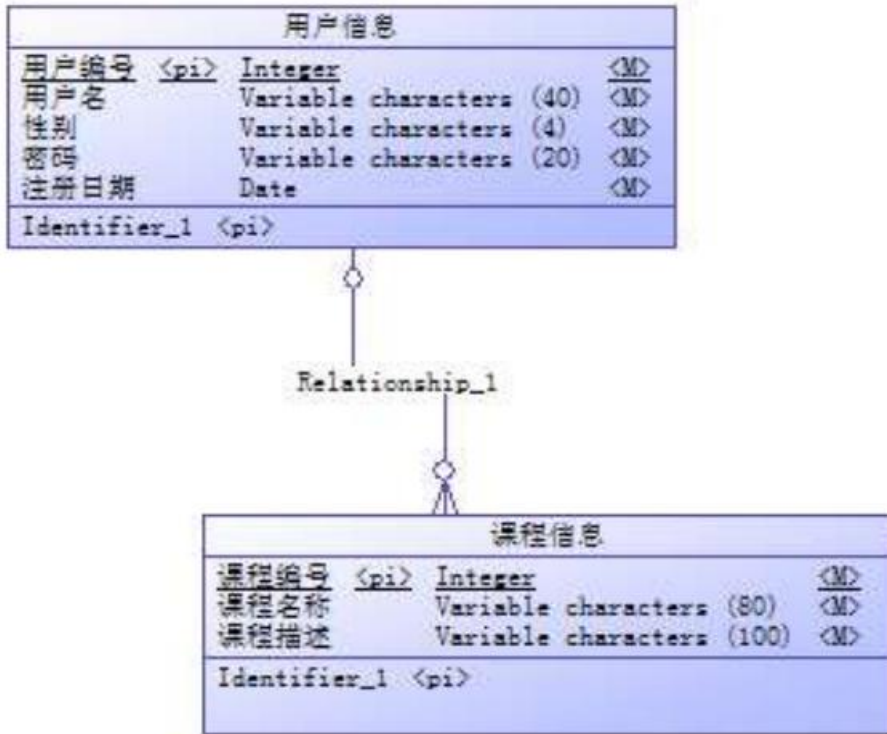 用户信息
用户编号 <pi> Integer <M>
用户名 Variable characters (40) <M>
性别 Variable characters (4) <M>
密码 Variable characters (20) <M>
注册日期 Date <M>
Identifier_1 <pi>
Relationship_1
课程信息
课程编号 <pi> Integer <M>
课程名称 Variable characters (80) <M>
课程描述 Variable characters (100) <M>
Identifier_1 <pi>